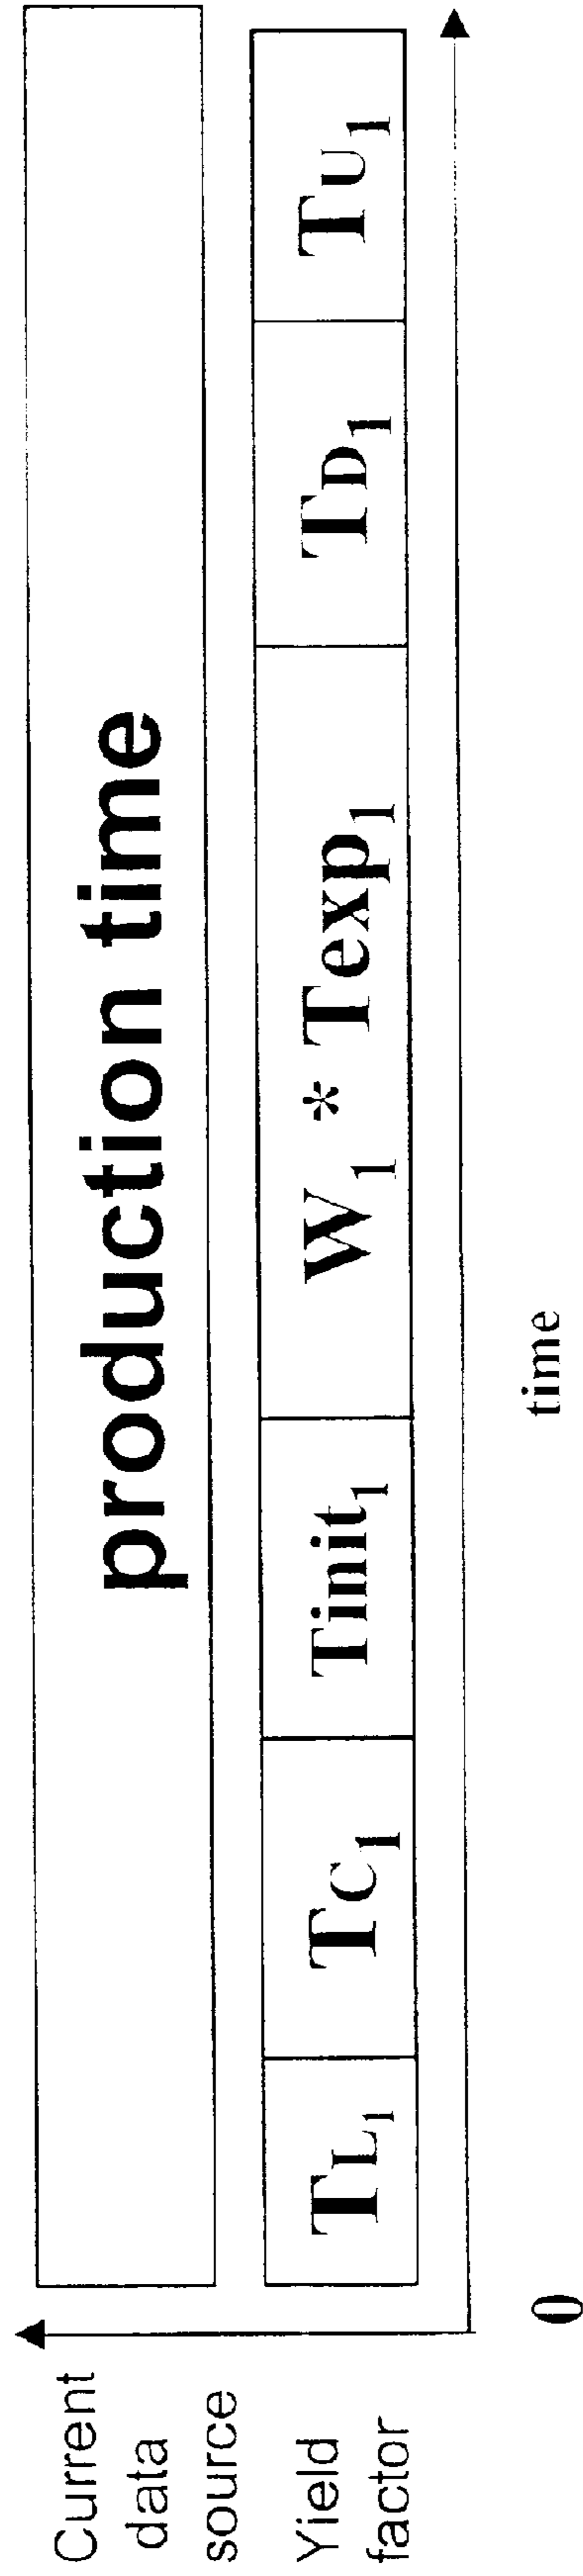 Current
data
source
production time
Yield
factor
TL₁
TC₁
Tinit₁
W₁ * Texp₁
TD₁
TU₁
0
time